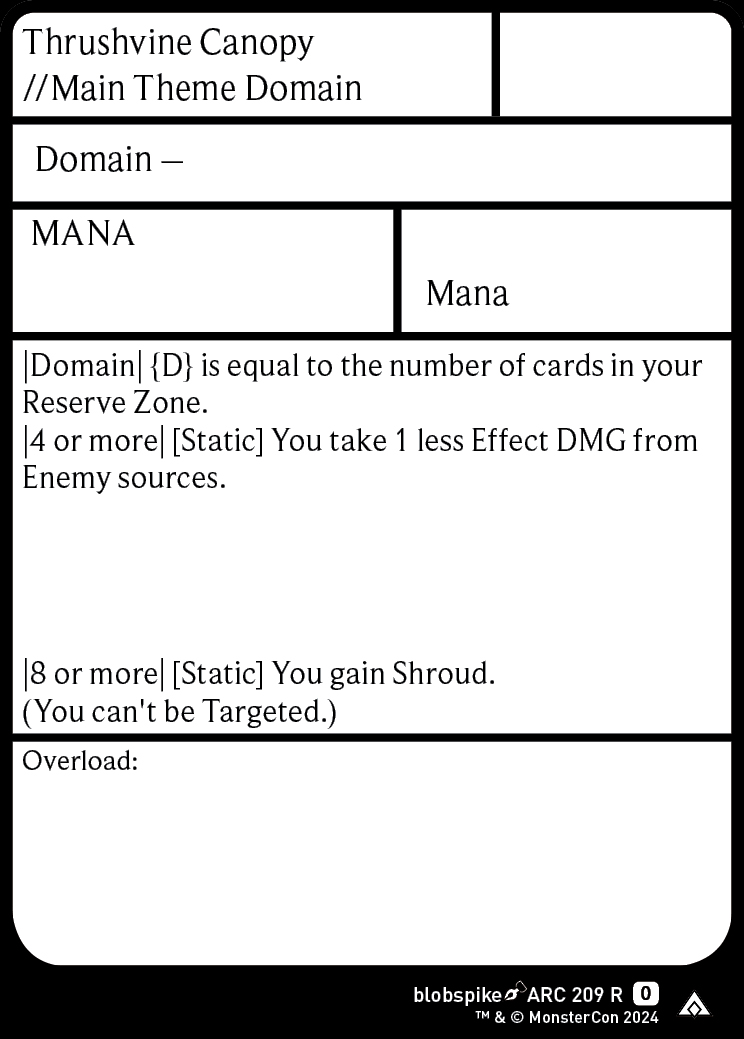 Thrushvine Canopy
//Main Theme Domain
Domain –
MANA
Mana
|Domain| {D} is equal to the number of cards in your
Reserve Zone.
|4 or more| [Static] You take 1 less Effect DMG from
Enemy sources.
|8 or more| [Static] You gain Shroud.
(You can't be Targeted.)
Overload:
blobspike ARC 209 R 0
™ & © MonsterCon 2024